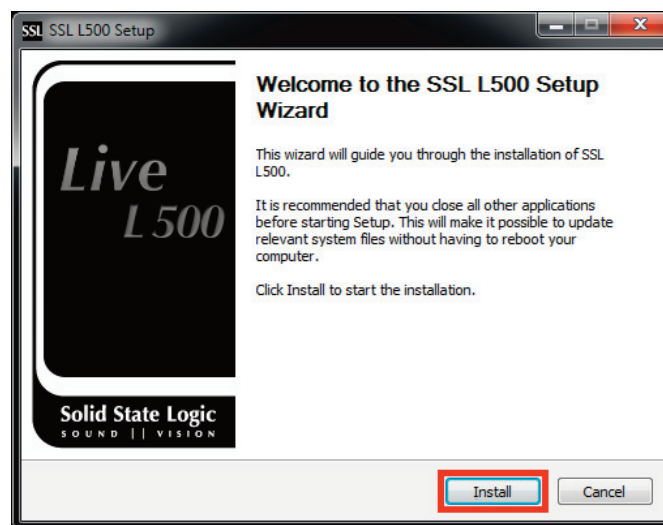 SSL SSL L500 Setup
Live
L500
Solid State Logic
SOUND || VISION
Welcome to the SSL L500 Setup
Wizard
This wizard will guide you through the installation of SSL
L500.
It is recommended that you close all other applications
before starting Setup. This will make it possible to update
relevant system files without having to reboot your
computer.
Click Install to start the installation.
Install Cancel